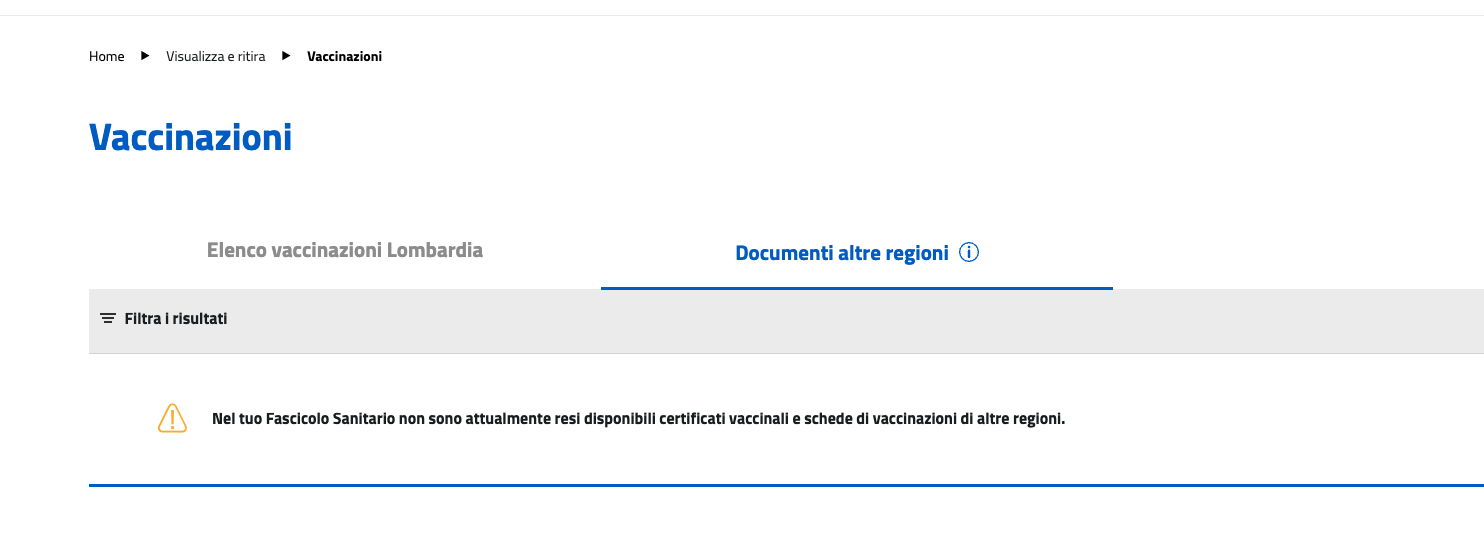 Home ▶ Visualizza e ritira ▶ Vaccinazioni
Vaccinazioni
Elenco vaccinazioni Lombardia
Documenti altre regioni
Filtra i risultati
Nel tuo Fascicolo Sanitario non sono attualmente resi disponibili certificati vaccinali e schede di vaccinazioni di altre regioni.